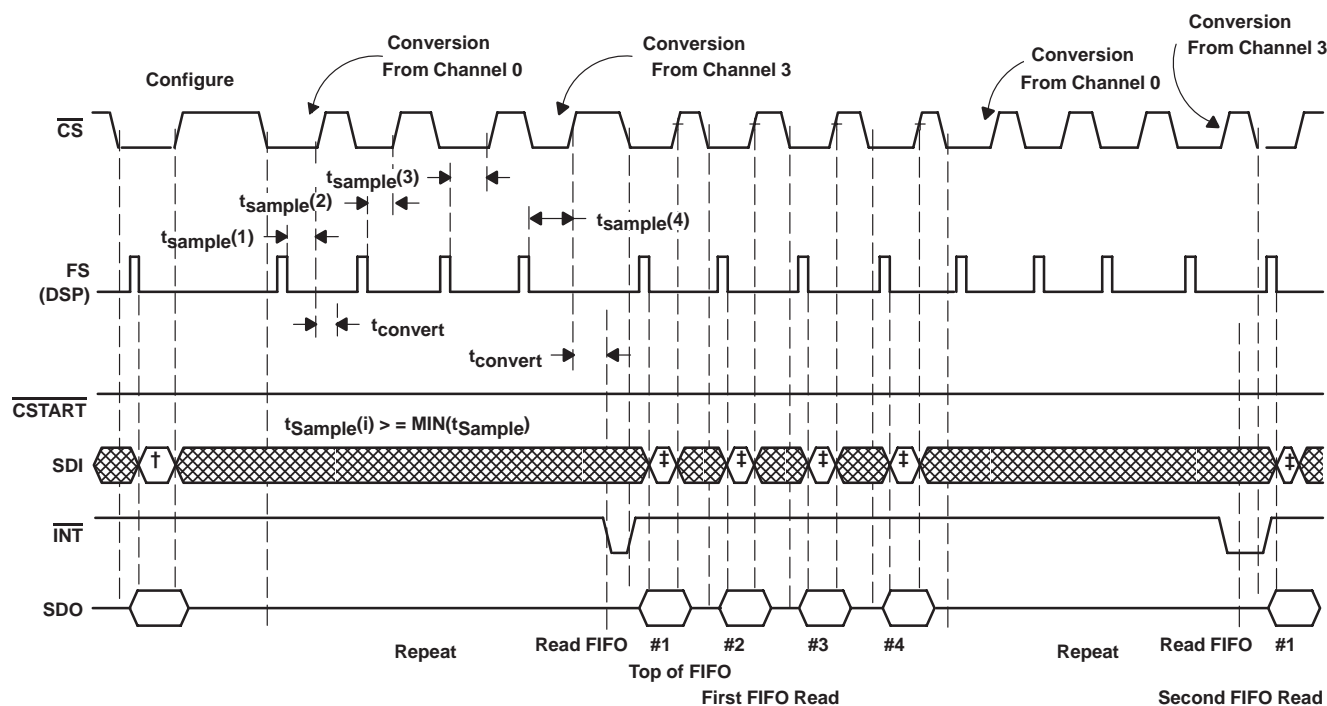 Conversion
From Channel 3
Conversion
From Channel 0
Conversion
From Channel 3
Configure
Conversion
From Channel 0
CS
tsample(3)
tsample(2)
tsample(4)
tsample(1)
FS
(DSP)
tconvert
tconvert
CSTART
tSample(i) > = MIN(tSample)
SDI
† ‡ ‡ ‡ ‡ ‡
INT
SDO
Repeat Read FIFO #1 #2 #3 #4 Repeat Read FIFO #1
Top of FIFO
First FIFO Read Second FIFO Read